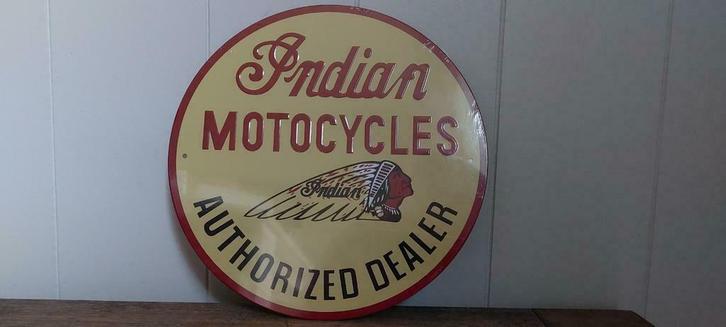 Indian
MOTOCYCLES
Indian
AUTHORIZED DEALER